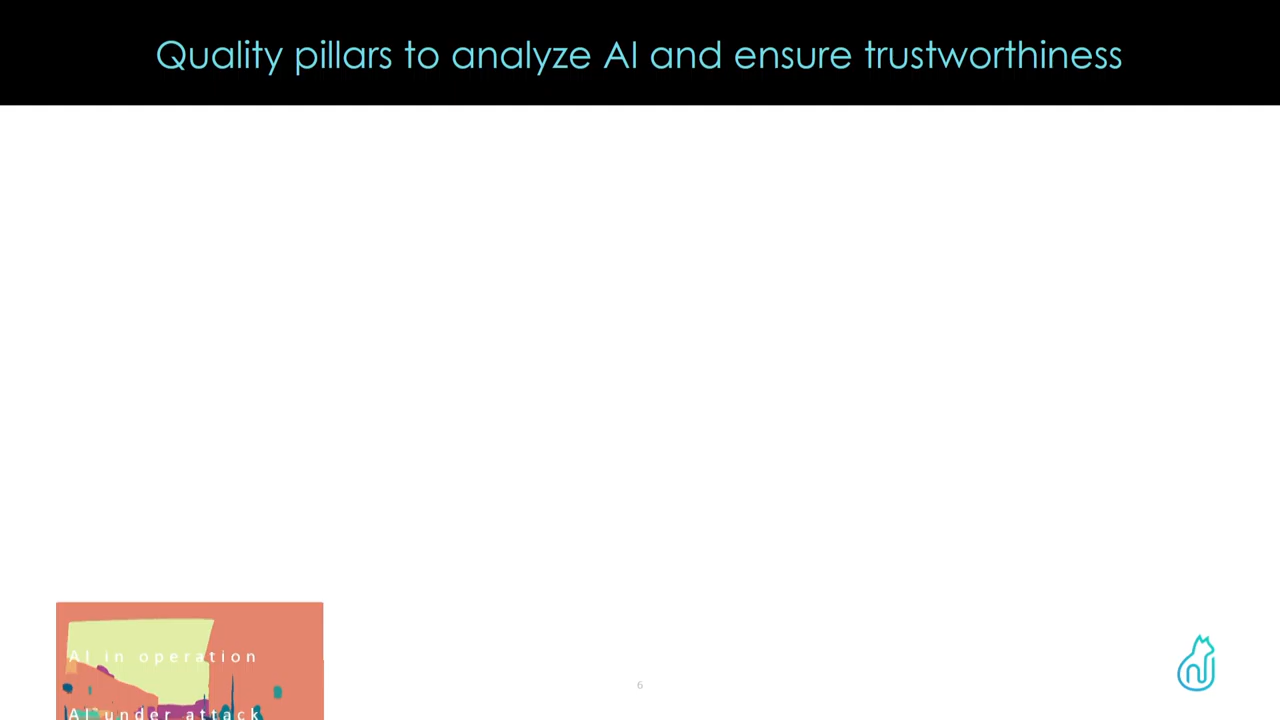 Quality pillars to analyze AI and ensure trustworthiness
AI in operation
AI under attack
6